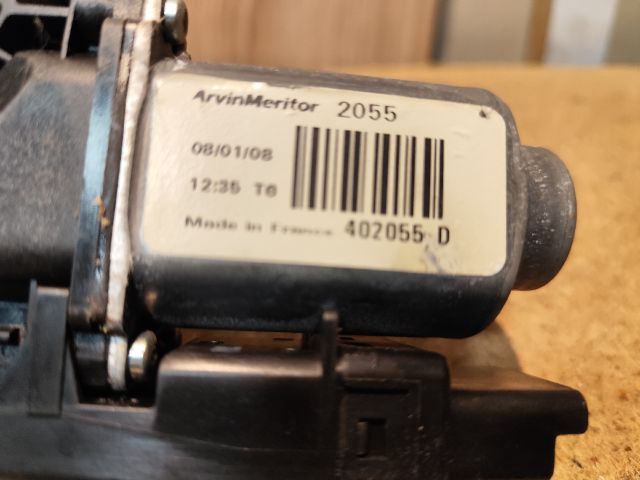 ArvinMeritor 2055
08/01/08
12:35 T6
Made in France 402055 D